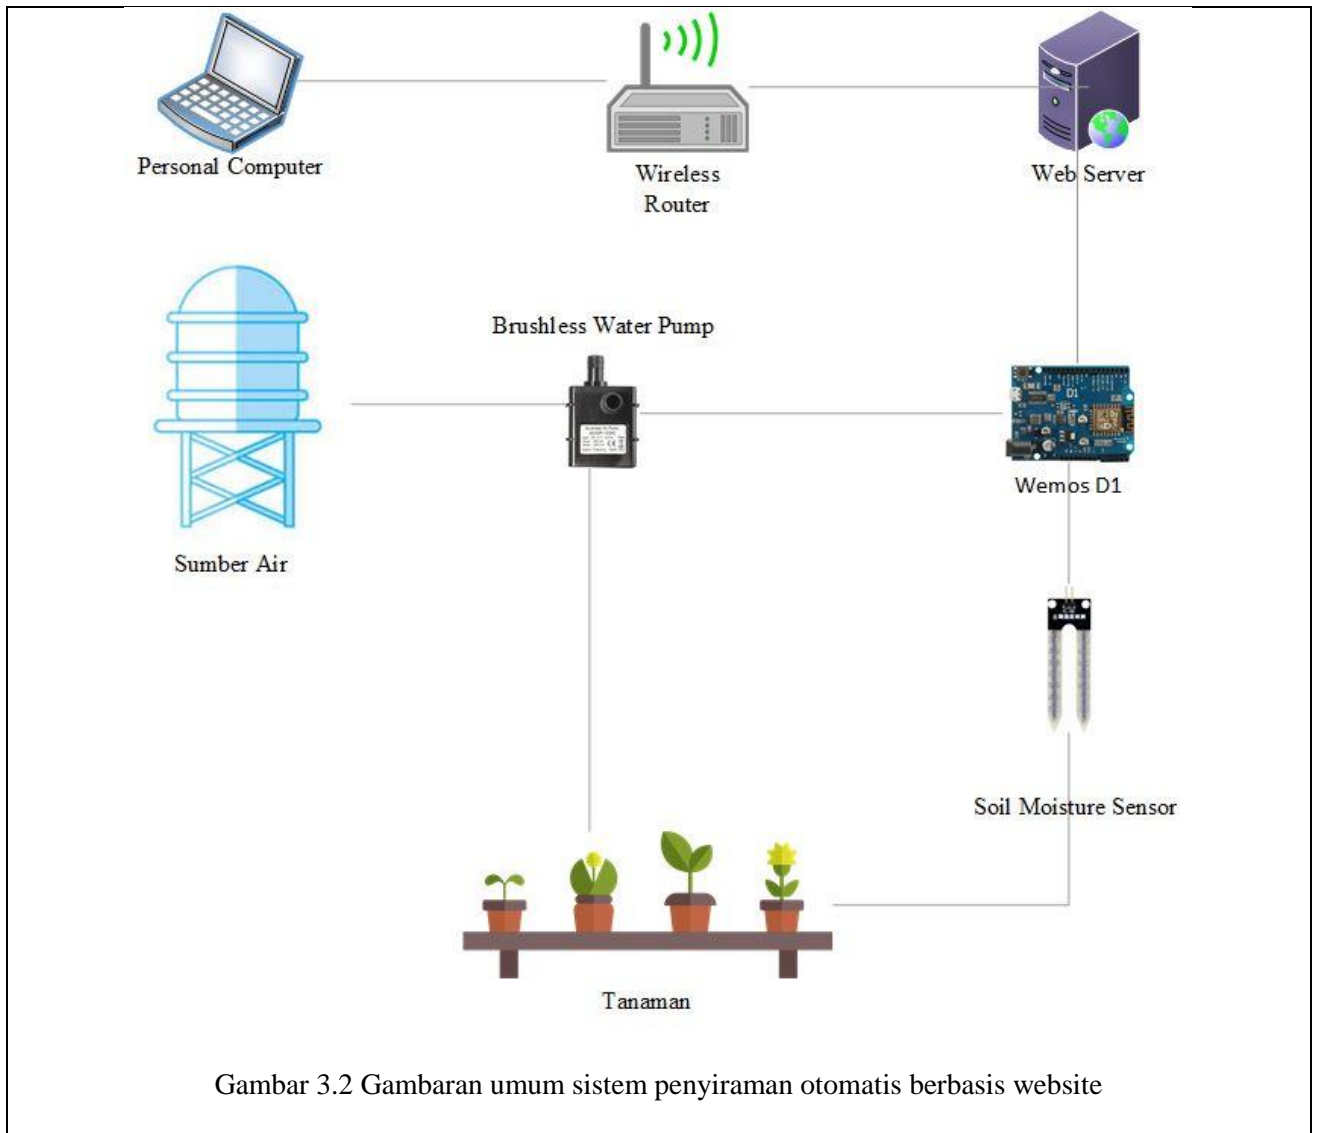 Personal Computer
Wireless
Router
Web Server
Brushless Water Pump
D1
Wemos D1
Sumber Air
Soil Moisture Sensor
Tanaman
Gambar 3.2 Gambaran umum sistem penyiraman otomatis berbasis website